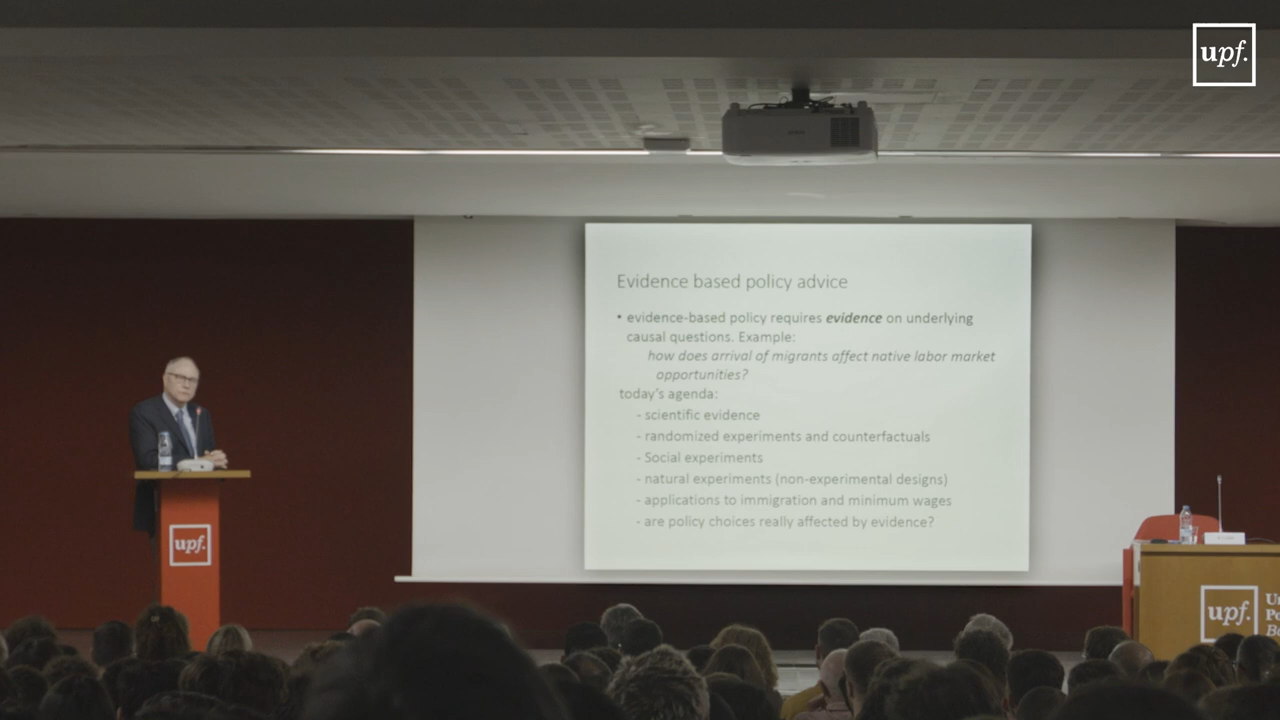 upf.
Evidence based policy advice
• evidence-based policy requires evidence on underlying
causal questions. Example:
how does arrival of migrants affect native labor market
opportunities?
today's agenda:
- scientific evidence
- randomized experiments and counterfactuals
- Social experiments
- natural experiments (non-experimental designs)
- applications to immigration and minimum wages
- are policy choices really affected by evidence?
upf.
upf.